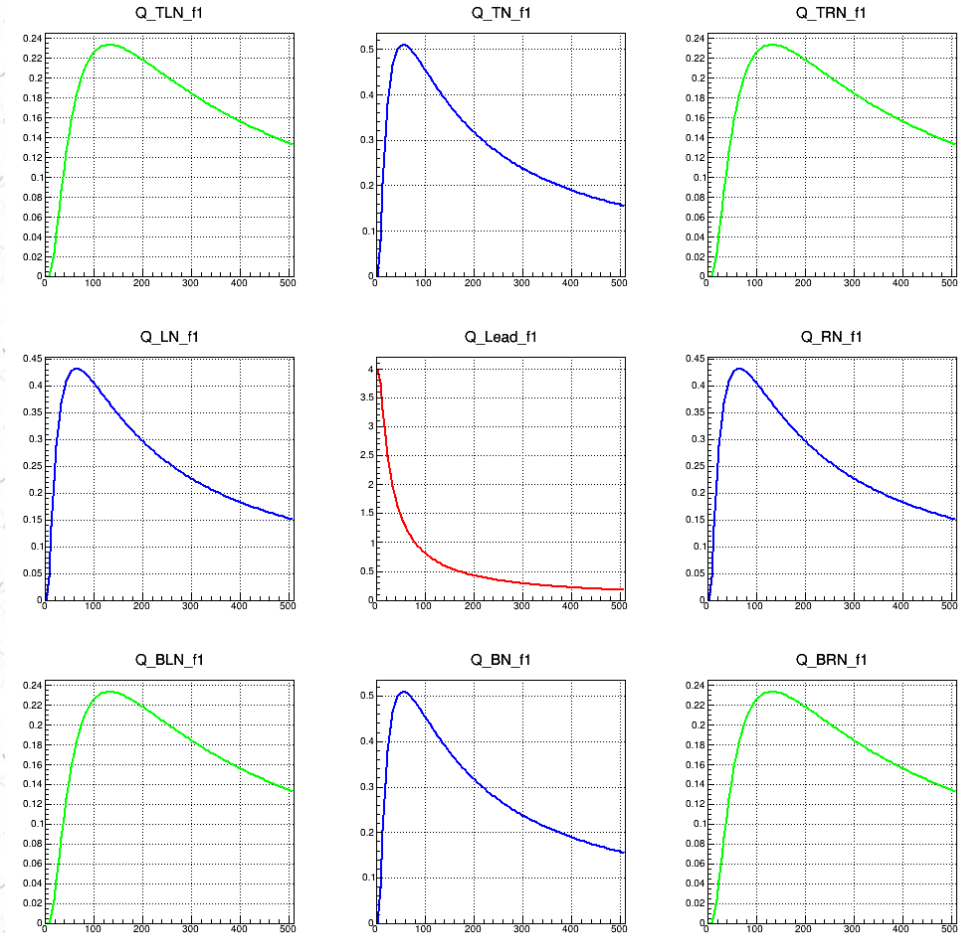 Q_TLN_f1 Q_TN_f1 Q_TRN_f1
0.24 0.22 0.2 0.18 0.16 0.14 0.12 0.1 0.08 0.06 0.04 0.02 0
0.5 0.4 0.3 0.2 0.1 0
0.24 0.22 0.2 0.18 0.16 0.14 0.12 0.1 0.08 0.06 0.04 0.02 0
0 100 200 300 400 500 0 100 200 300 400 500 0 100 200 300 400 500
Q_LN_f1 Q_Lead_f1 Q_RN_f1
0.45 0.4 0.35 0.3 0.25 0.2 0.15 0.1 0.05 0
4 3.5 3 2.5 2 1.5 1 0.5 0
0.45 0.4 0.35 0.3 0.25 0.2 0.15 0.1 0.05 0
0 100 200 300 400 500 0 100 200 300 400 500 0 100 200 300 400 500
Q_BLN_f1 Q_BN_f1 Q_BRN_f1
0.24 0.22 0.2 0.18 0.16 0.14 0.12 0.1 0.08 0.06 0.04 0.02 0
0.5 0.4 0.3 0.2 0.1 0
0.24 0.22 0.2 0.18 0.16 0.14 0.12 0.1 0.08 0.06 0.04 0.02 0
0 100 200 300 400 500 0 100 200 300 400 500 0 100 200 300 400 500